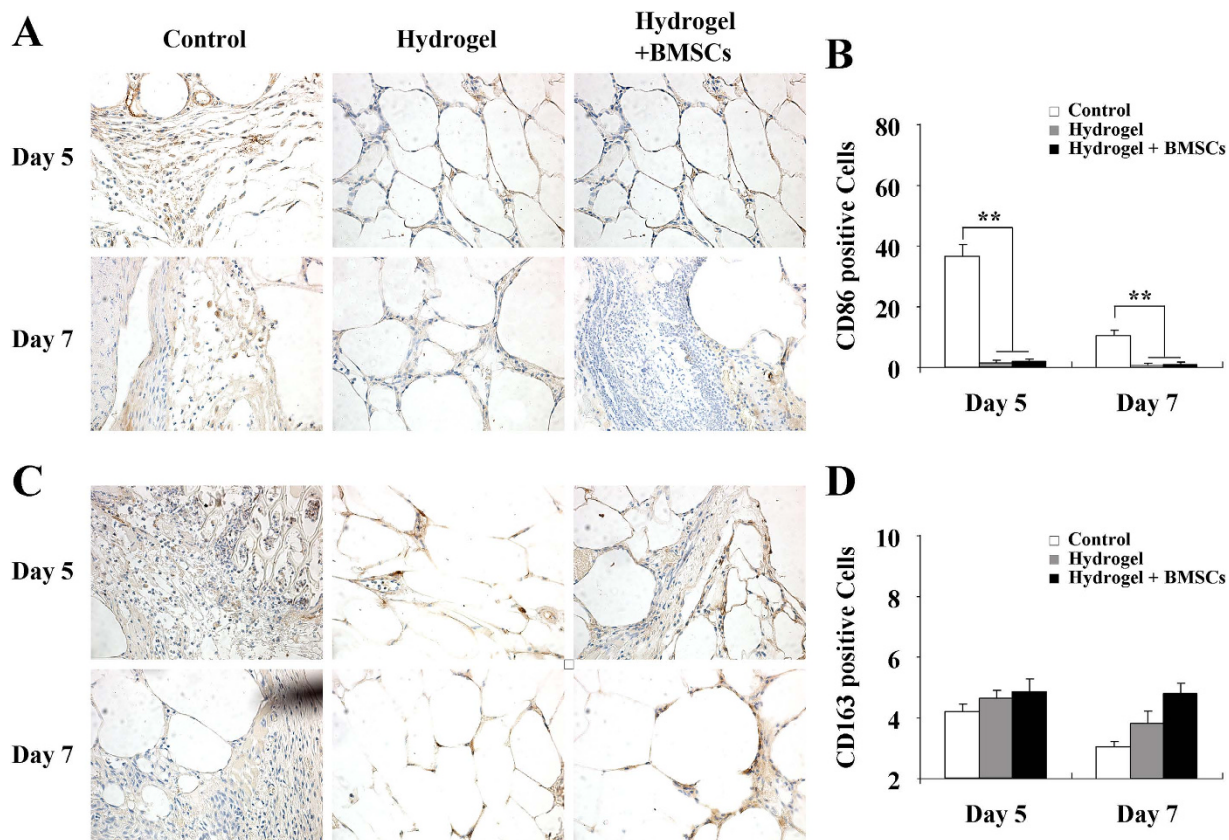 A
Control
Hydrogel
Hydrogel
+BMSCs
Day 5
Day 7
B
Control
Hydrogel
Hydrogel + BMSCs
CD86 positive Cells
80
60
40
20
0
**
**
Day 5
Day 7
C
Day 5
Day 7
D
Control
Hydrogel
Hydrogel + BMSCs
CD163 positive Cells
10
8
6
4
2
Day 5
Day 7